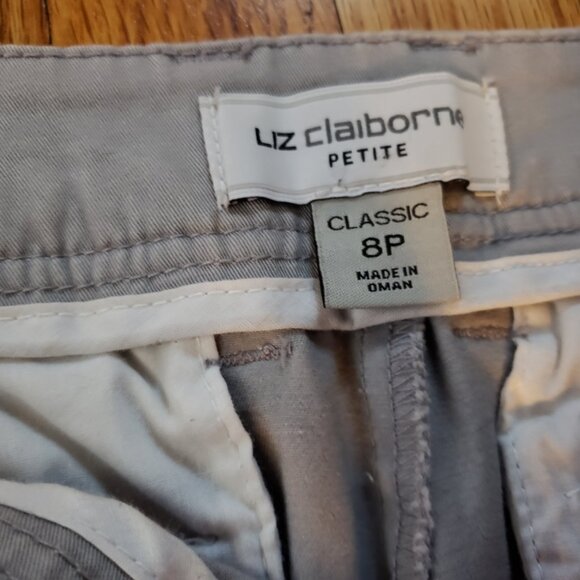 LIZ claiborne
PETITE
CLASSIC
8P
MADE IN
OMAN